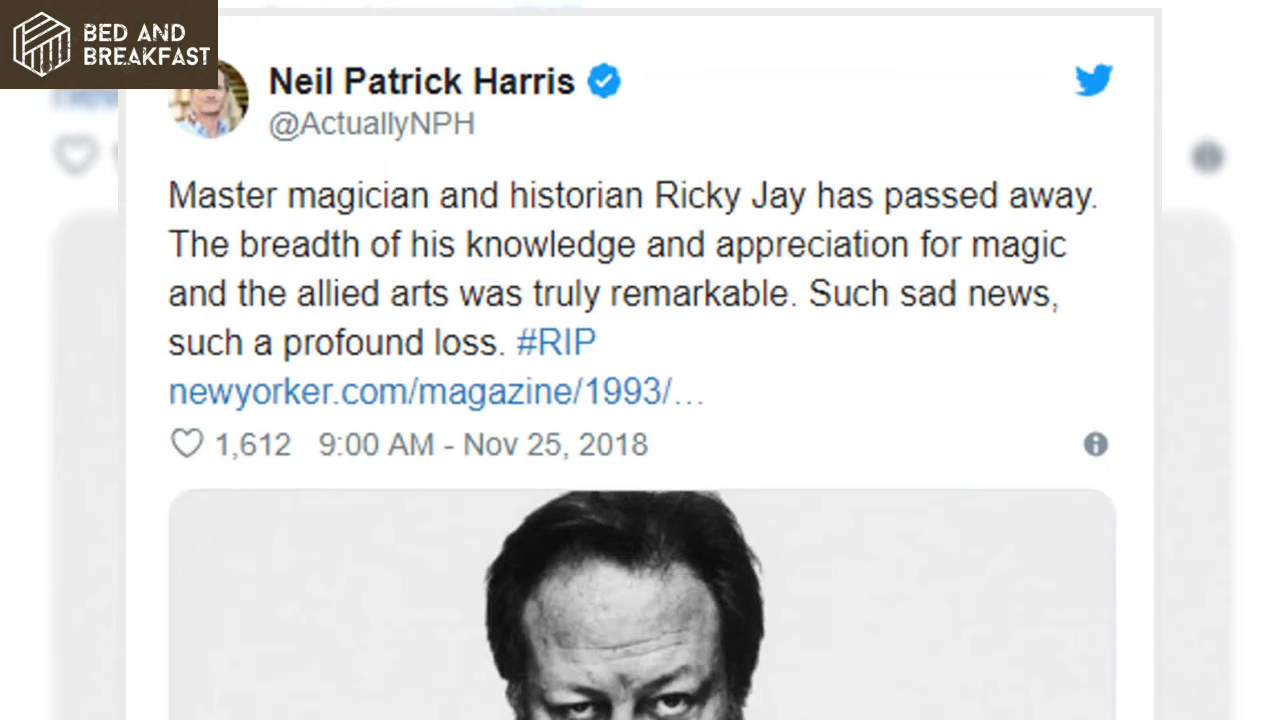 BED AND
BREAKFAST
Neil Patrick Harris
@ActuallyNPH
Master magician and historian Ricky Jay has passed away.
The breadth of his knowledge and appreciation for magic
and the allied arts was truly remarkable. Such sad news,
such a profound loss. #RIP
newyorker.com/magazine/1993/…
1,612 9:00 AM - Nov 25, 2018